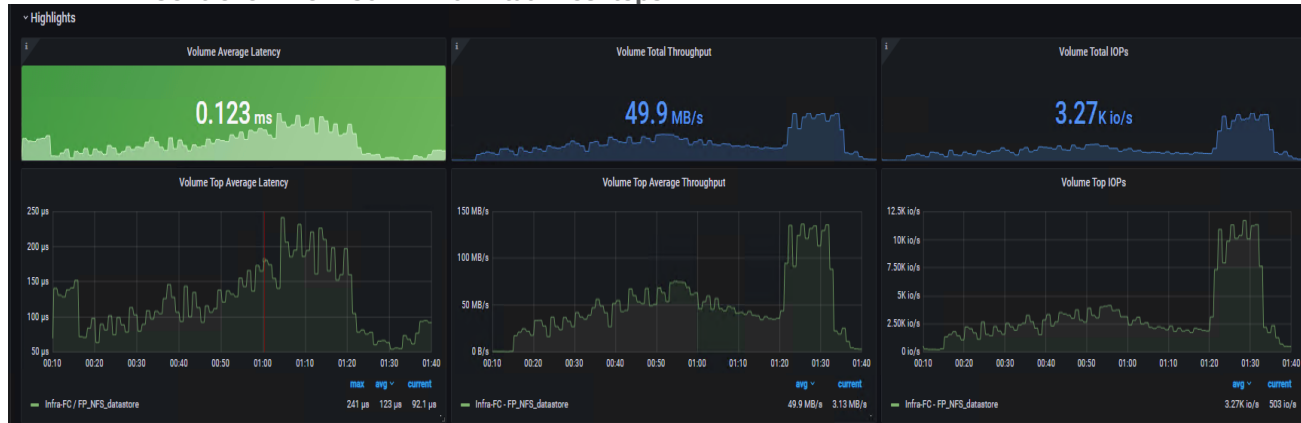 Highlights
Volume Average Latency
0.123 ms
Volume Total Throughput
49.9 MB/s
Volume Total IOPs
3.27K io/s
Volume Top Average Latency
250 µs
200 µs
150 µs
100 µs
50 µs
00:10 00:20 00:30 00:40 00:50 01:00 01:10 01:20 01:30 01:40
max avg current
Infra-FC / FP_NFS_datastore 241 µs 123 µs 92.1 µs
Volume Top Average Throughput
150 MB/s
100 MB/s
50 MB/s
0 B/s
00:10 00:20 00:30 00:40 00:50 01:00 01:10 01:20 01:30 01:40
avg current
Infra-FC - FP_NFS_datastore 49.9 MB/s 3.13 MB/s
Volume Top IOPs
12.5K io/s
10K io/s
7.50K io/s
5K io/s
2.50K io/s
0 io/s
00:10 00:20 00:30 00:40 00:50 01:00 01:10 01:20 01:30 01:40
avg current
Infra-FC - FP_NFS_datastore 3.27K io/s 503 io/s